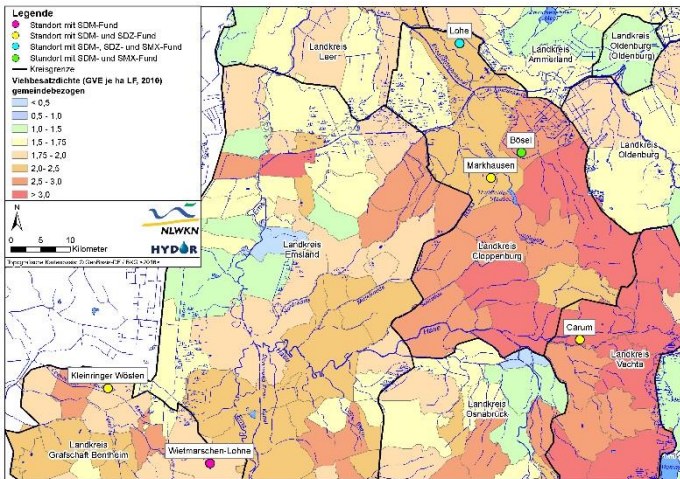 Legende
Standort mit SDM-Fund
Standort mit SDM- und SDZ-Fund
Standort mit SDM-, SDZ- und SMX-Fund
Standort mit SDM- und SMX-Fund
Kreisgrenze
Viehbesatzdichte (GVE je ha LF, 2010)
gemeindebezogen
< 0,5
0,5 - 1,0
1,0 - 1,5
1,5 - 1,75
1,75 - 2,0
2,0- 2,5
2,5 - 3,0
> 3,0
N
NLWKN
0 5 10
Kilometer
HYDOR
Landkreis
Leer
Lohe
Landkreis
Ammerland
Landkreis
Oldenburg
(Oldenburg)
Bösel
Markhausen
Landkreis
Oldenburg
Landkreis
Emsland
Landkreis
Cloppenburg
Hase
Carum
Landkreis
Vechta
Kleinringer Wösten
Landkreis
Osnabrück
Landkreis
Grafschaft Bentheim
Wietmarschen-Lohne